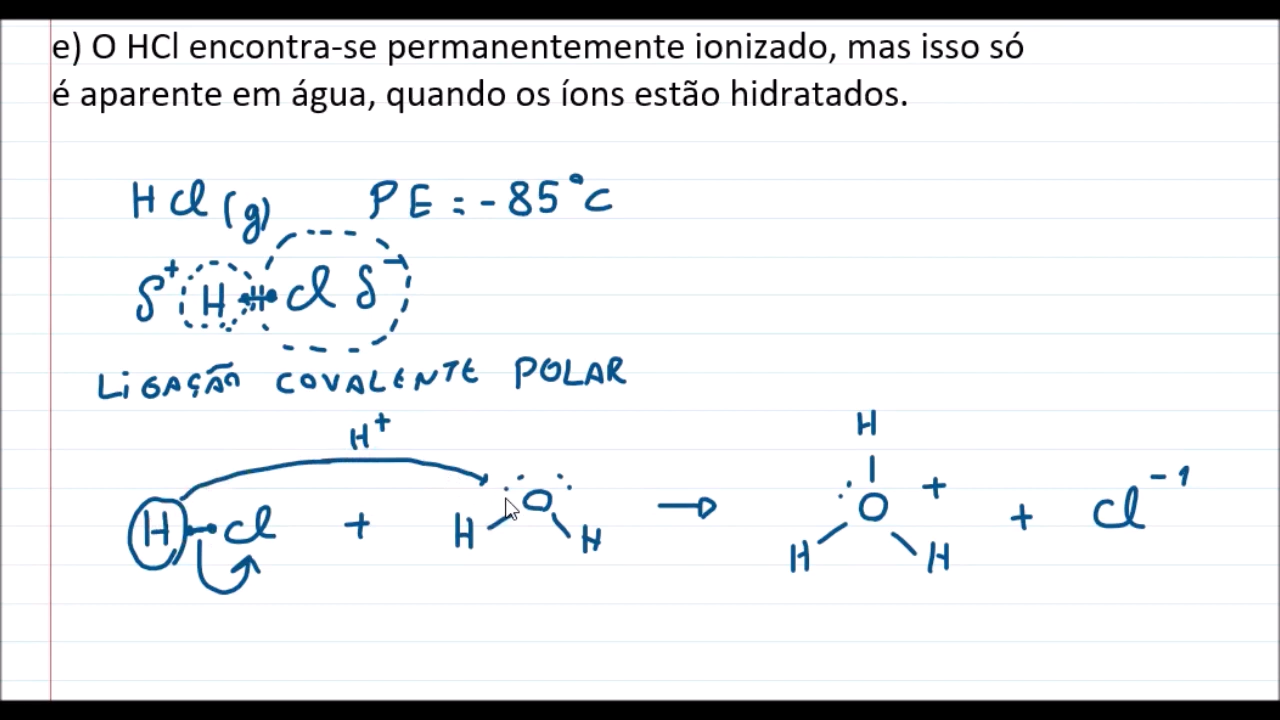 e) O HCl encontra-se permanentemente ionizado, mas isso só
é aparente em água, quando os íons estão hidratados.
HCl(g) PE = -85°C
δ+ H Cl δ-
LIGAÇÃO COVALENTE POLAR
H+
H
H-Cl + H O H → H O H + + Cl-1